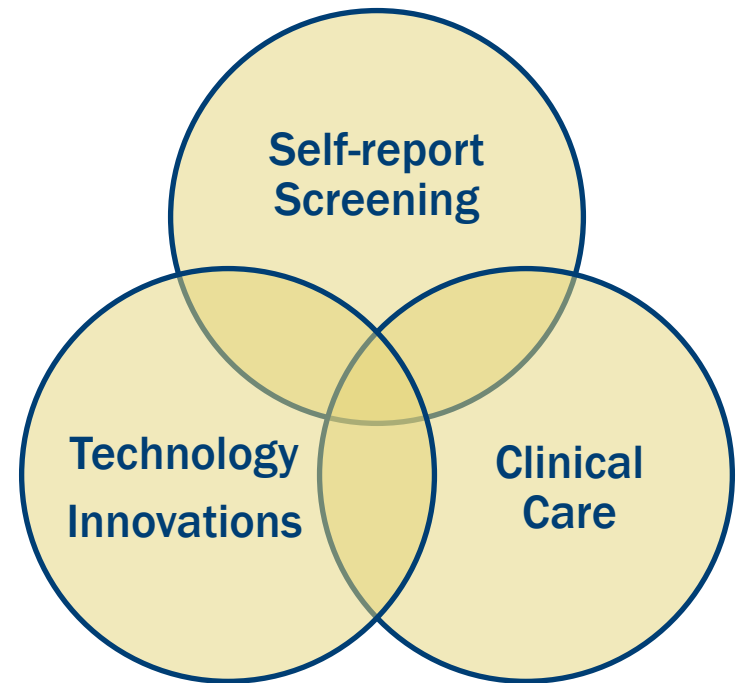 Self-report
Screening
Technology
Innovations
Clinical
Care